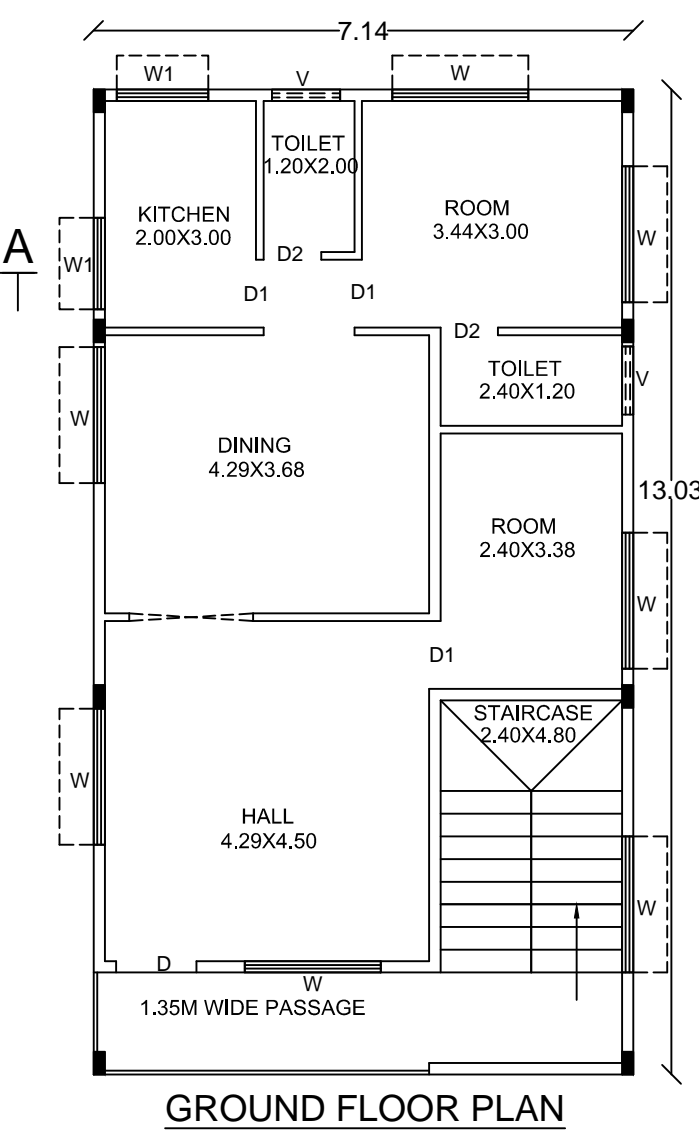 7.14
W1
V
W
TOILET
1.20X2.00
KITCHEN
2.00X3.00
ROOM
3.44X3.00
A
W1
W
D2
D1
D1
D2
TOILET
2.40X1.20
V
W
DINING
4.29X3.68
13.03
ROOM
2.40X3.38
W
D1
STAIRCASE
2.40X4.80
W
HALL
4.29X4.50
W
D
W
1.35M WIDE PASSAGE
GROUND FLOOR PLAN